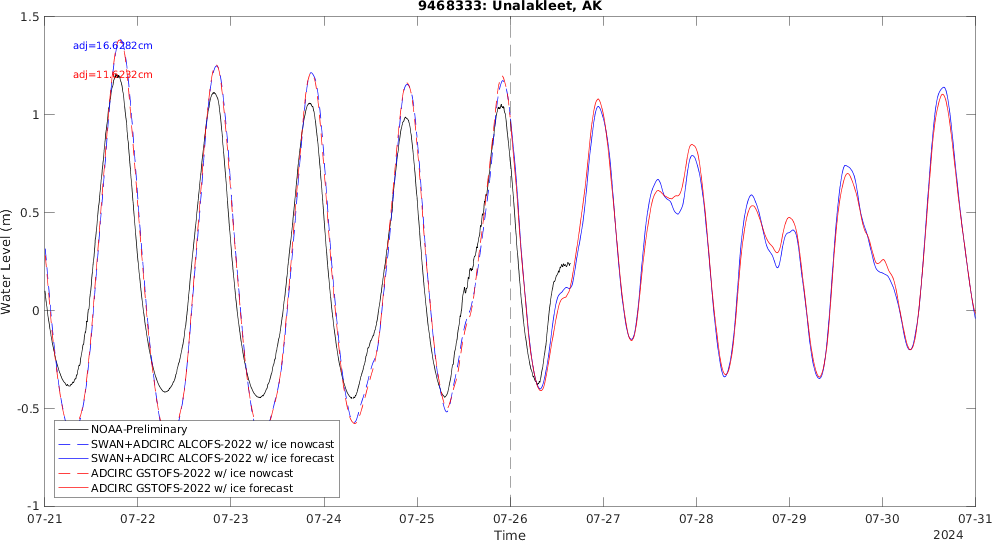 9468333: Unalakleet, AK
1.5
adj=16.6282cm
adj=11.5232cm
1
0.5
0
-0.5
-1
Water Level (m)
NOAA-Preliminary
SWAN+ADCIRC ALCOFS-2022 w/ ice nowcast
SWAN+ADCIRC ALCOFS-2022 w/ ice forecast
ADCIRC GSTOFS-2022 w/ ice nowcast
ADCIRC GSTOFS-2022 w/ ice forecast
07-21 07-22 07-23 07-24 07-25 07-26 07-27 07-28 07-29 07-30 07-31
Time
2024